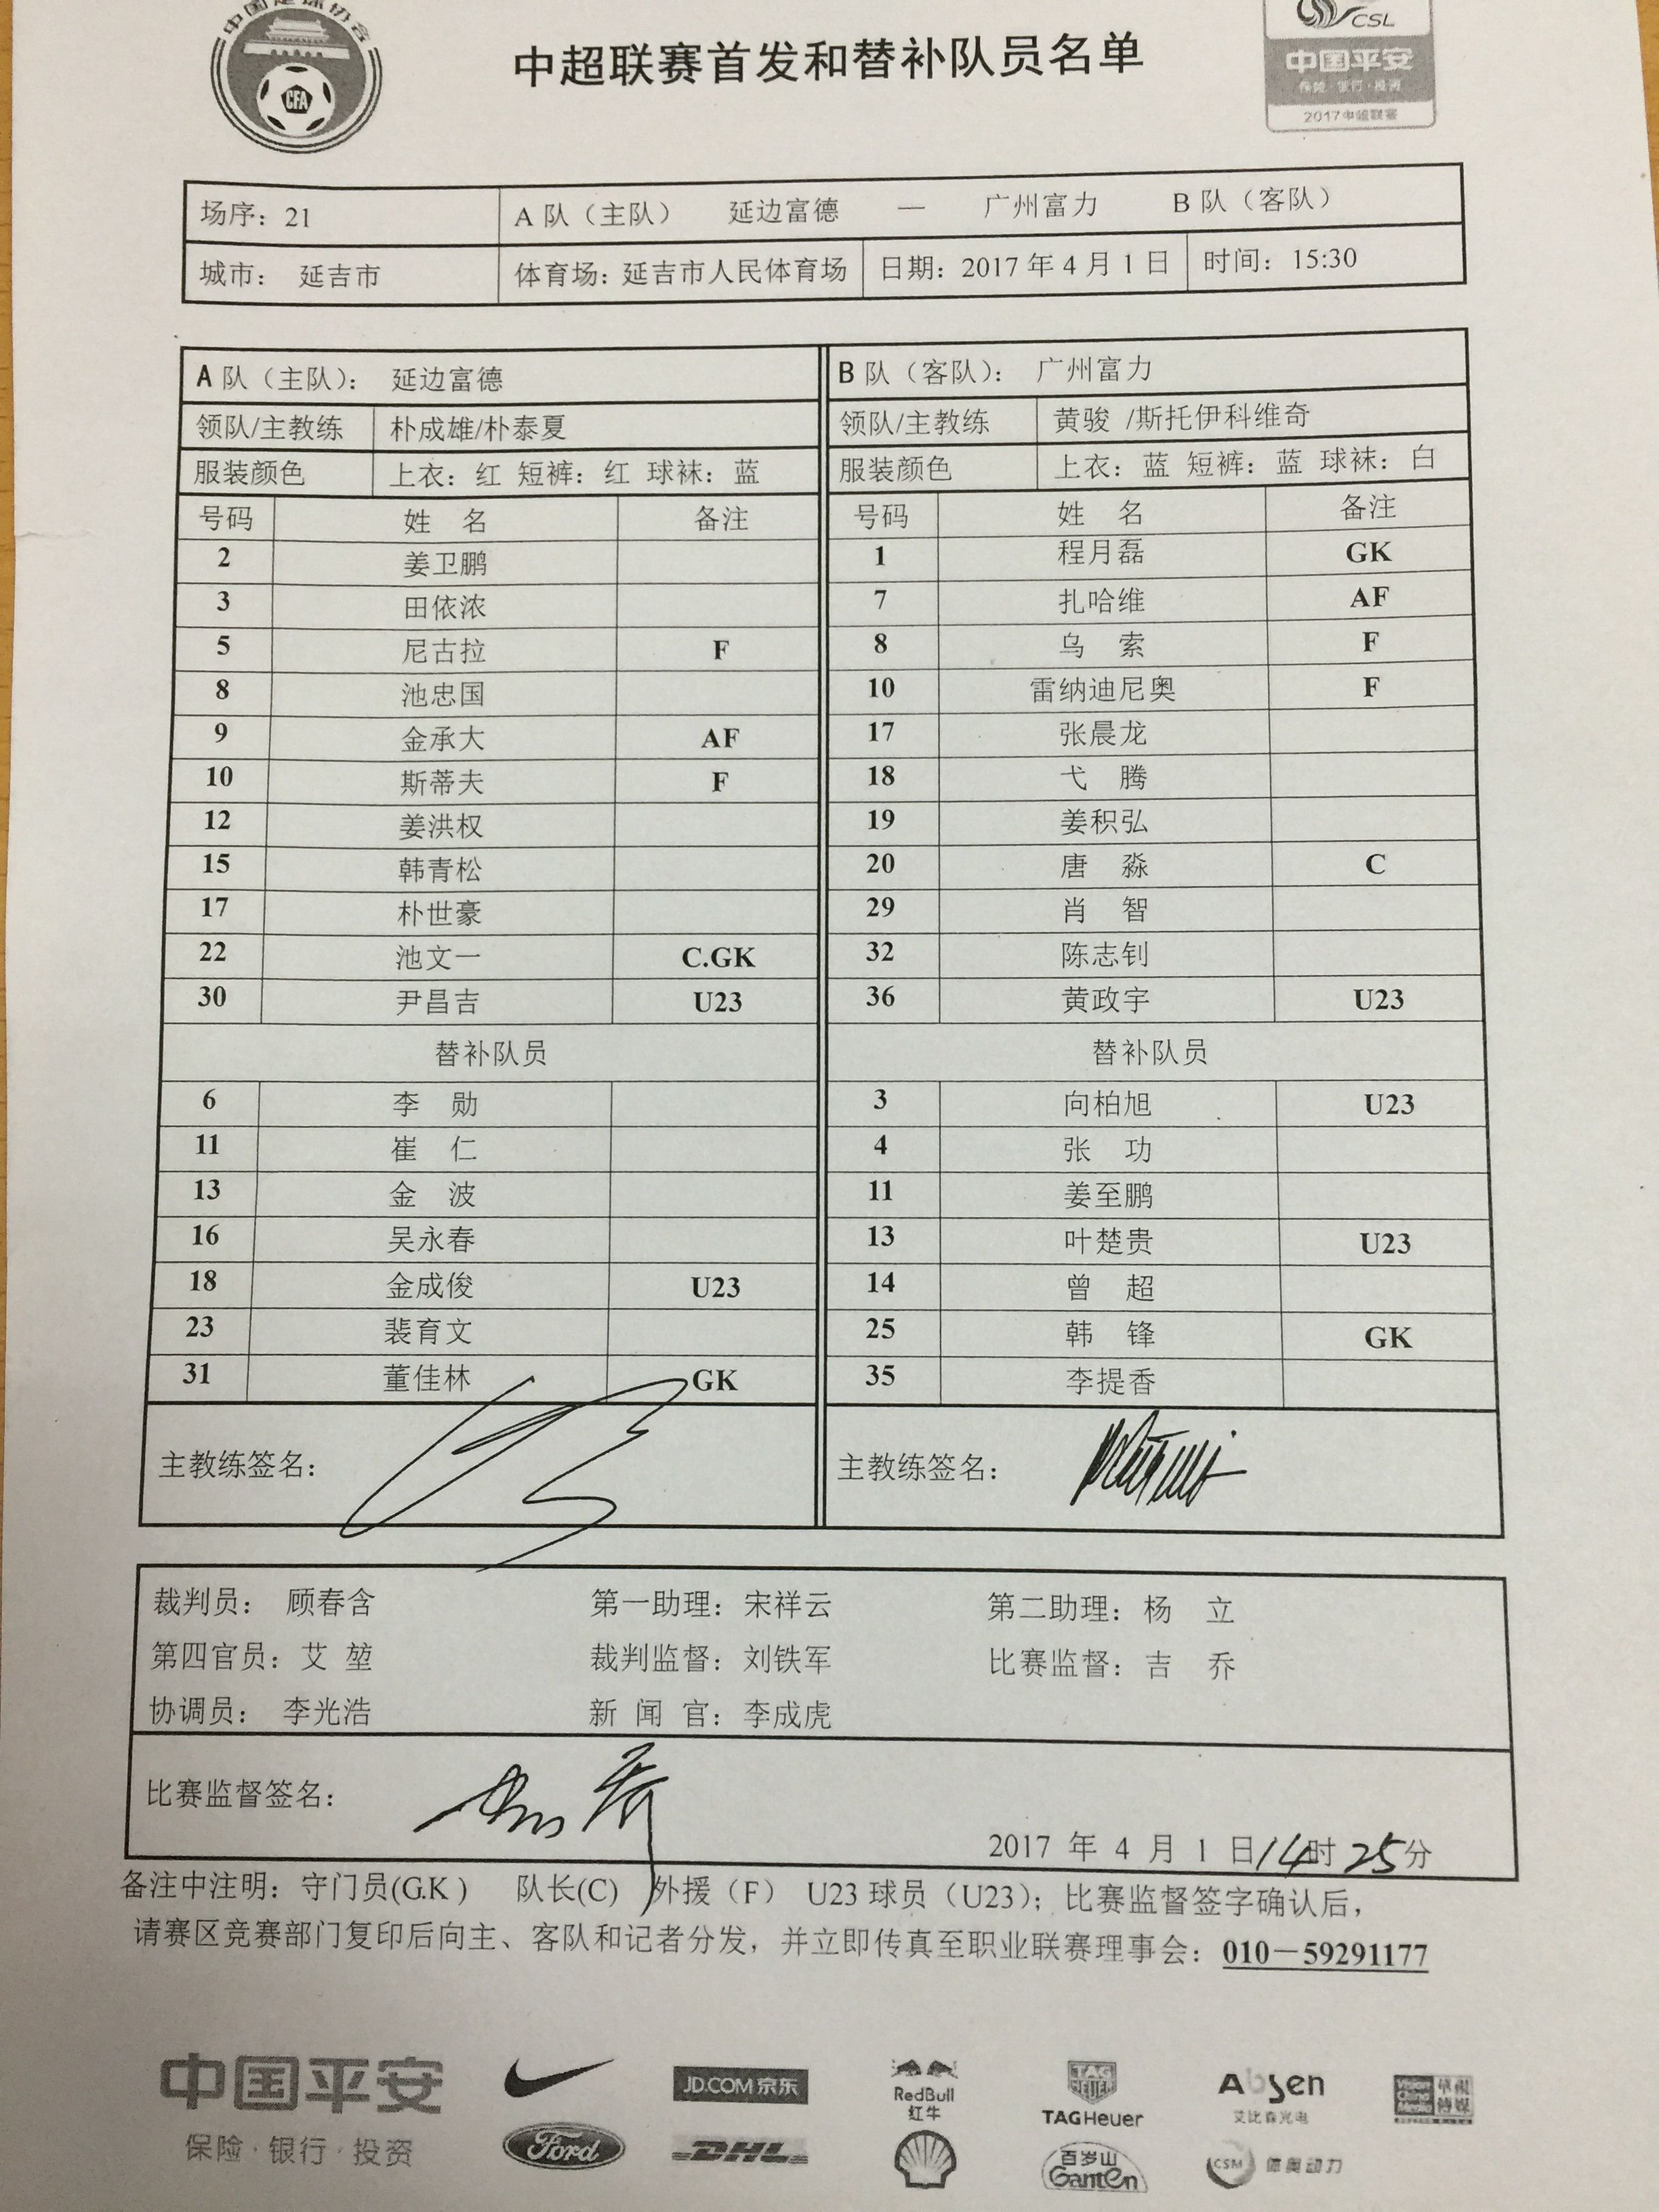 中国足球协会
CFA
中超联赛首发和替补队员名单
CSL
中国平安
保险·银行·投资
2017中超联赛
场序：21 A 队（主队） 延边富德 — 广州富力 B 队（客队）
城市： 延吉市 体育场：延吉市人民体育场 日期：2017 年 4 月 1 日 时间：15:30
A 队（主队）： 延边富德 B 队（客队）： 广州富力
领队/主教练 朴成雄/朴泰夏 领队/主教练 黄骏 /斯托伊科维奇
服装颜色 上衣：红 短裤：红 球袜：蓝 服装颜色 上衣：蓝 短裤：蓝 球袜：白
号码 姓 名 备注 号码 姓 名 备注
2 姜卫鹏 1 程月磊 GK
3 田依浓 7 扎哈维 AF
5 尼古拉 F 8 乌 索 F
8 池忠国 10 雷纳迪尼奥 F
9 金承大 AF 17 张晨龙
10 斯蒂夫 F 18 弋 腾
12 姜洪权 19 姜积弘
15 韩青松 20 唐 淼 C
17 朴世豪 29 肖 智
22 池文一 C.GK 32 陈志钊
30 尹昌吉 U23 36 黄政宇 U23
替补队员 替补队员
6 李 勋 3 向柏旭 U23
11 崔 仁 4 张 功
13 金 波 11 姜至鹏
16 吴永春 13 叶楚贵 U23
18 金成俊 U23 14 曾 超
23 裴育文 25 韩 锋 GK
31 董佳林 GK 35 李提香
主教练签名： 主教练签名：
裁判员： 顾春含 第一助理：宋祥云 第二助理：杨 立
第四官员：艾 堃 裁判监督：刘铁军 比赛监督：吉 乔
协调员： 李光浩 新 闻 官：李成虎
比赛监督签名：
2017 年 4 月 1 日14时25分
备注中注明：守门员(GK) 队长(C) 外援（F） U23 球员（U23）；比赛监督签字确认后，
请赛区竞赛部门复印后向主、客队和记者分发，并立即传真至职业联赛理事会：010－59291177
中国平安
保险·银行·投资
JD.COM 京东
RedBull
红牛
TAG
HEUER
TAGHeuer
Absen
艾比森光电
Vision
China
Media
華視
傳媒
Ford
DHL
百岁山
Ganten
CSM 体奥动力